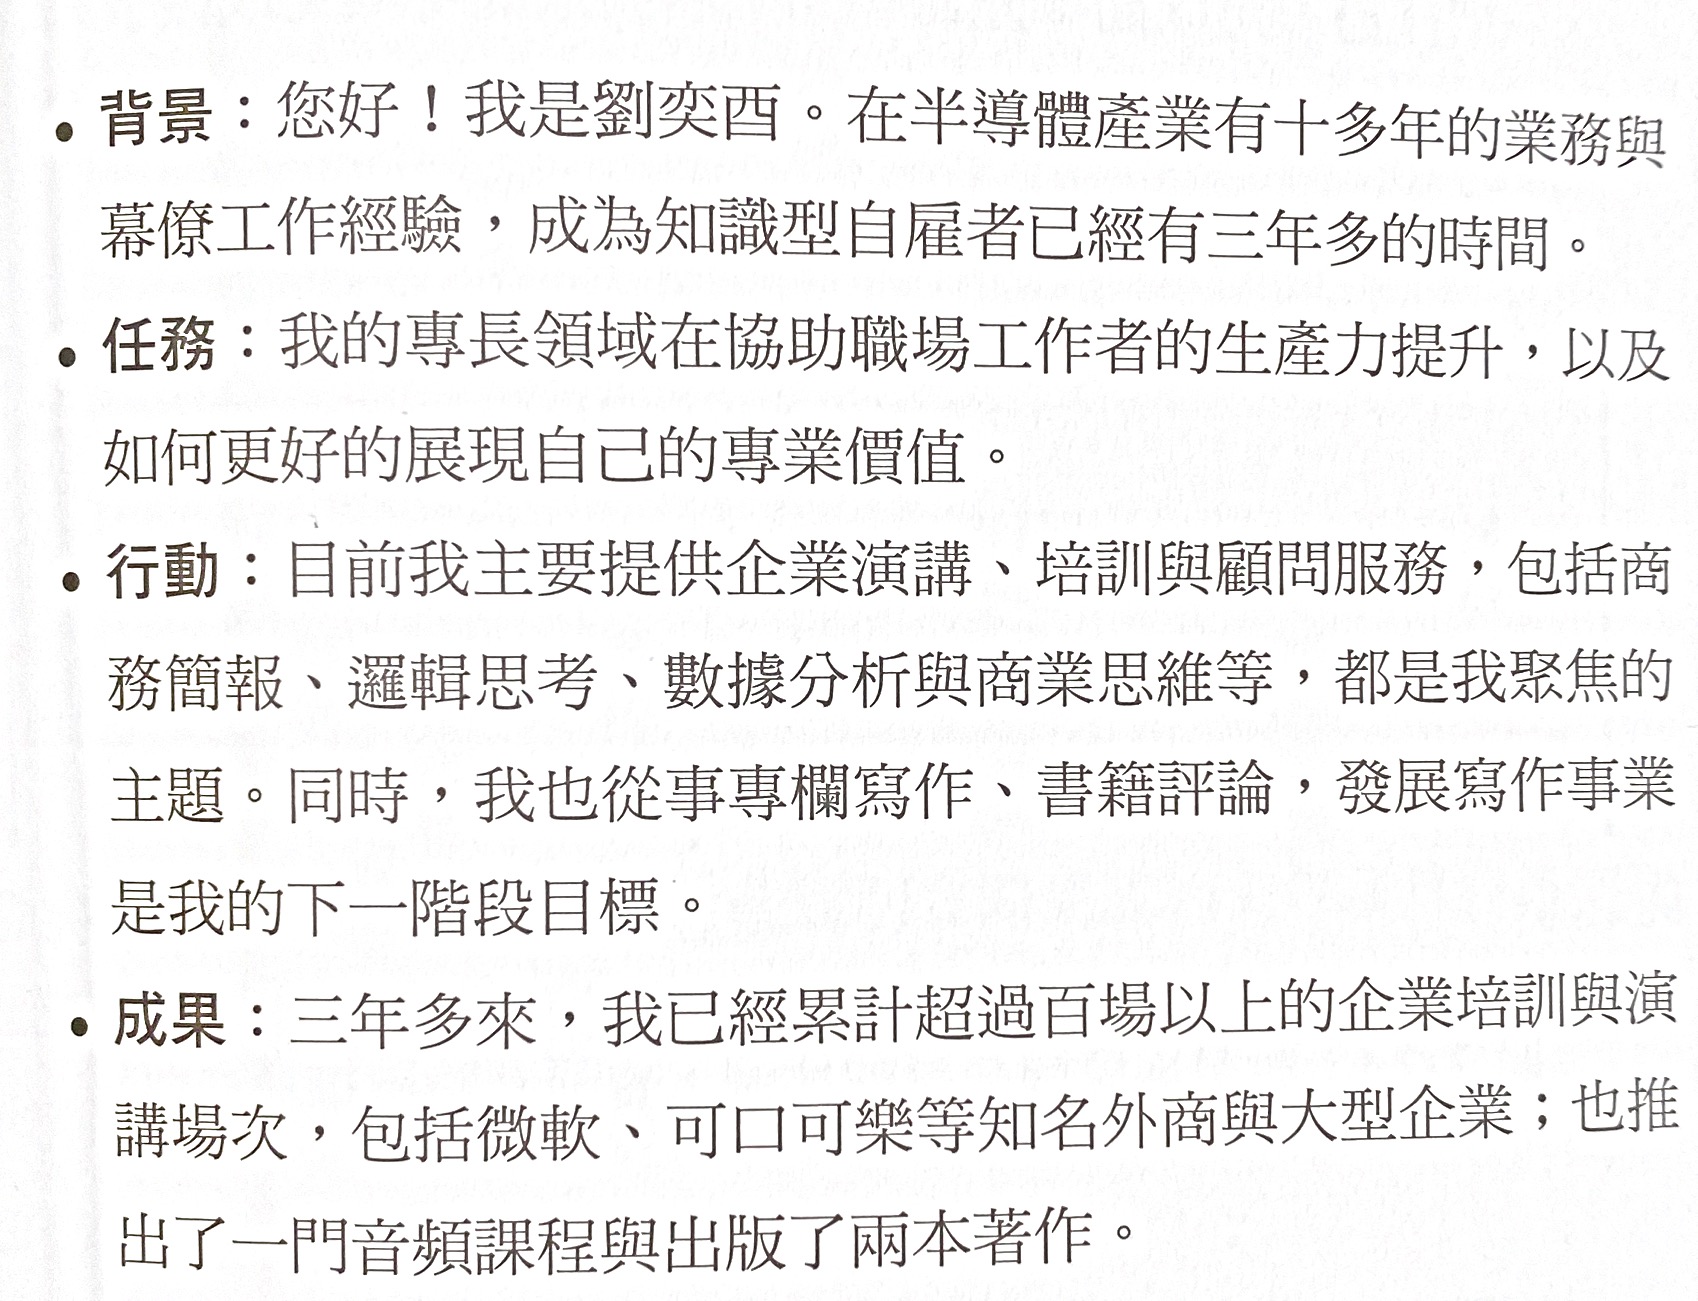 • 背景：您好！我是劉奕酉。在半導體產業有十多年的業務與
幕僚工作經驗，成為知識型自雇者已經有三年多的時間。
• 任務：我的專長領域在協助職場工作者的生產力提升，以及
如何更好的展現自己的專業價值。
• 行動：目前我主要提供企業演講、培訓與顧問服務，包括商
務簡報、邏輯思考、數據分析與商業思維等，都是我聚焦的
主題。同時，我也從事專欄寫作、書籍評論，發展寫作事業
是我的下一階段目標。
• 成果：三年多來，我已經累計超過百場以上的企業培訓與演
講場次，包括微軟、可口可樂等知名外商與大型企業；也推
出了一門音頻課程與出版了兩本著作。